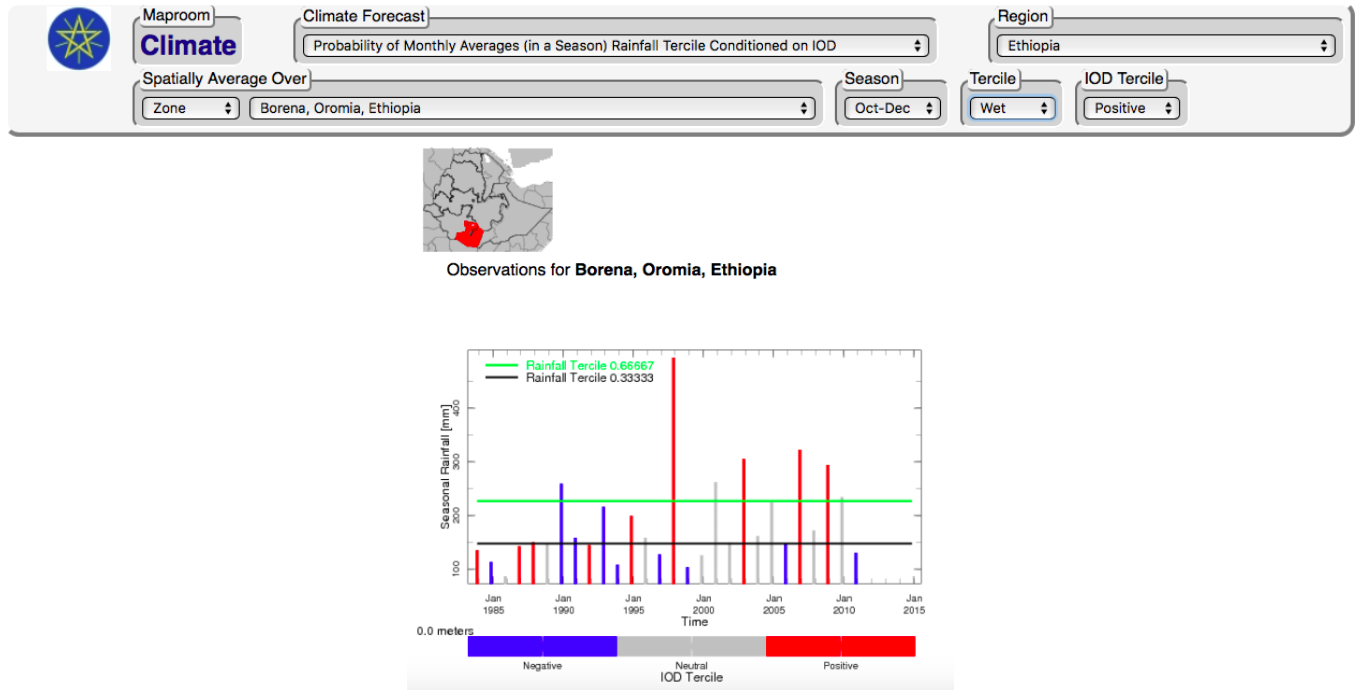 Maproom
Climate
Climate Forecast
Probability of Monthly Averages (in a Season) Rainfall Tercile Conditioned on IOD
Region
Ethiopia
Spatially Average Over
Zone
Borena, Oromia, Ethiopia
Season
Oct-Dec
Tercile
Wet
IOD Tercile
Positive
Observations for Borena, Oromia, Ethiopia
Rainfall Tercile 0.66667
Rainfall Tercile 0.33333
Seasonal Rainfall [mm]
400
300
200
100
Jan 1985
Jan 1990
Jan 1995
Jan 2000
Jan 2005
Jan 2010
Jan 2015
Time
0.0 meters
Negative
Neutral
Positive
IOD Tercile